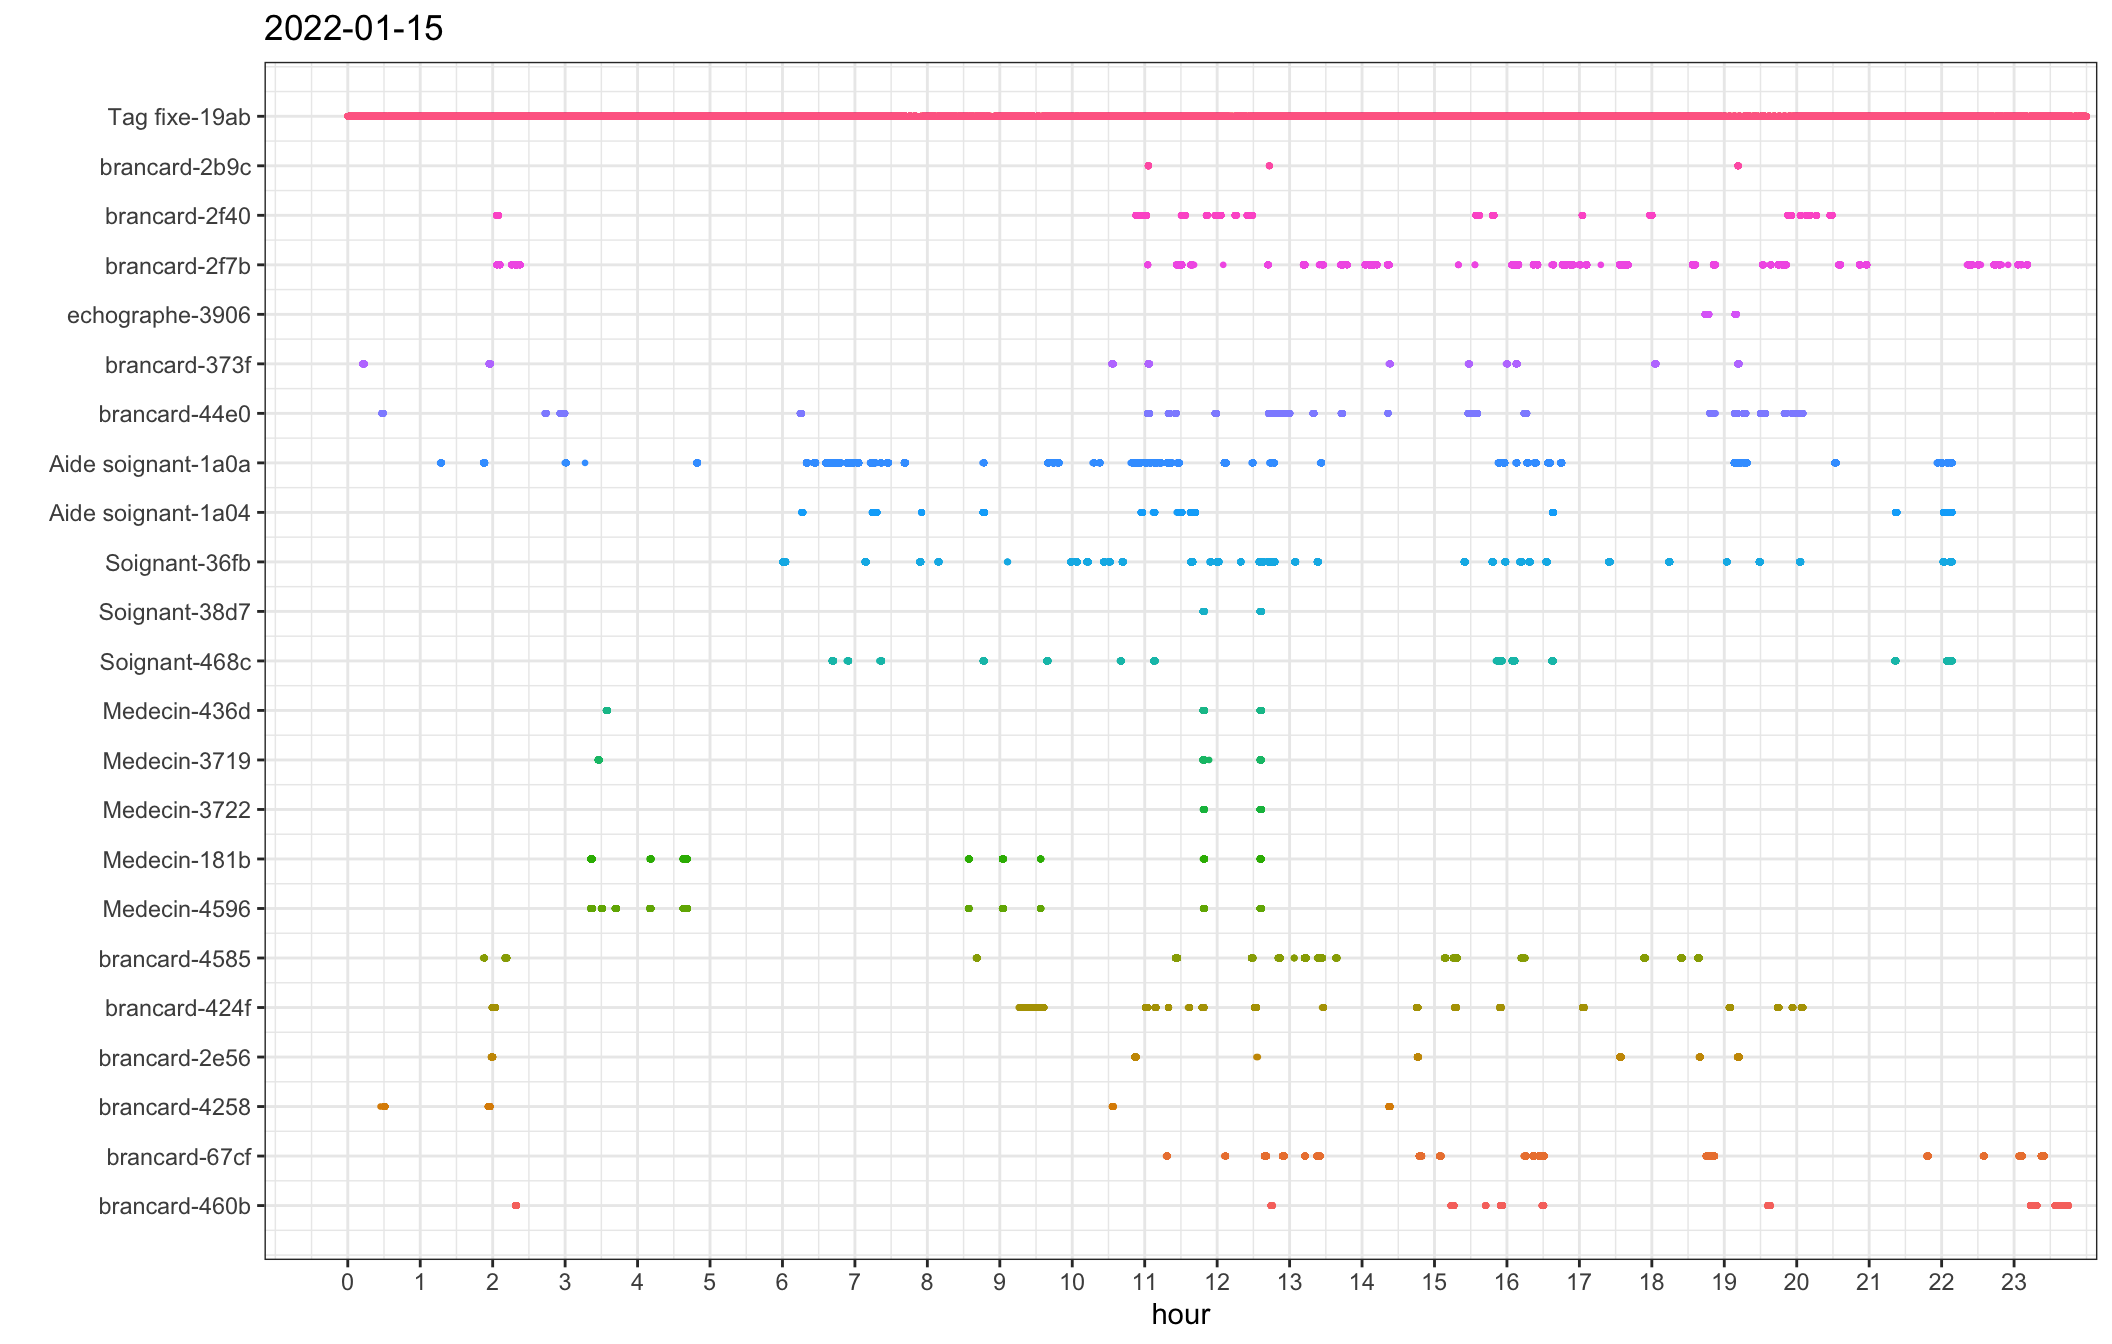 2022-01-15
Tag fixe-19ab
brancard-2b9c
brancard-2f40
brancard-2f7b
echographe-3906
brancard-373f
brancard-44e0
Aide soignant-1a0a
Aide soignant-1a04
Soignant-36fb
Soignant-38d7
Soignant-468c
Medecin-436d
Medecin-3719
Medecin-3722
Medecin-181b
Medecin-4596
brancard-4585
brancard-424f
brancard-2e56
brancard-4258
brancard-67cf
brancard-460b
0 1 2 3 4 5 6 7 8 9 10 11 12 13 14 15 16 17 18 19 20 21 22 23
hour